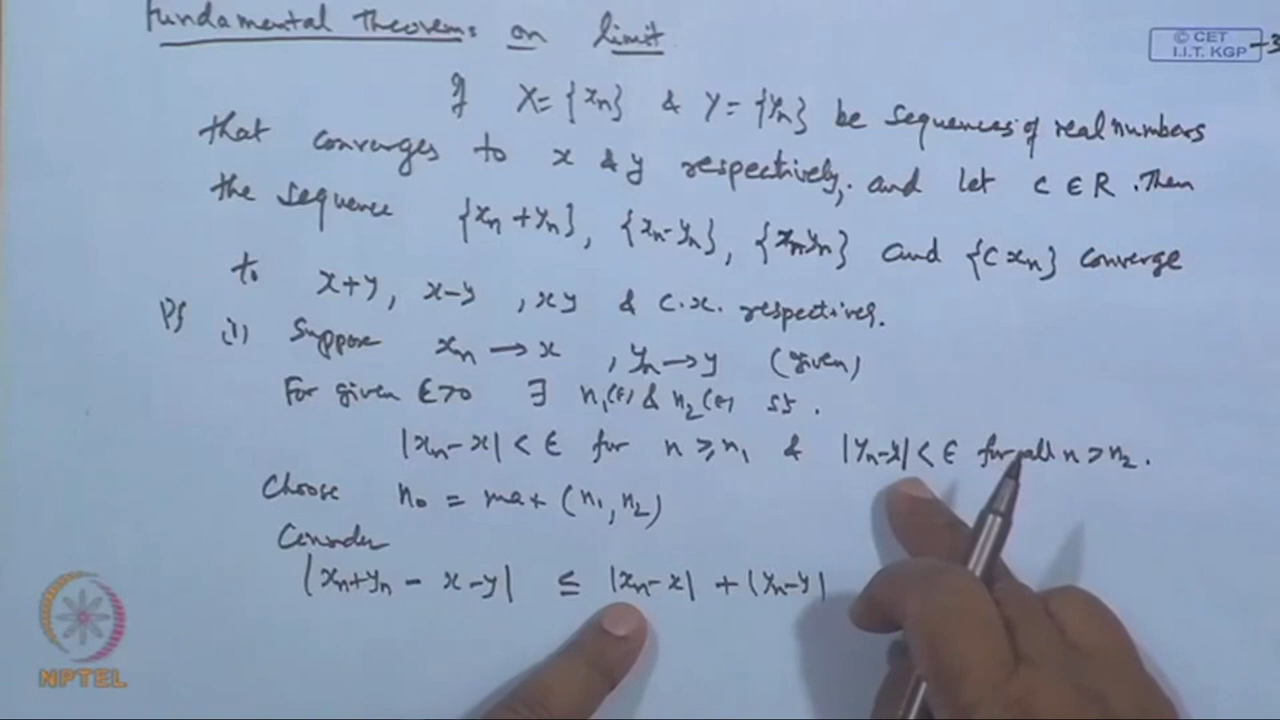 Fundamental Theorems on limit
© CET
I.I.T. KGP
If X = {xn} & Y = {yn} be sequences of real numbers
that converges to x & y respectively, and let C ∈ R. Then
the sequence {xn + yn}, {xn - yn}, {xnyn} and {C xn} converge
to x+y, x-y, xy & C.x. respectives.
Pf (1) Suppose xn → x, yn → y (given)
For given ε>0 ∃ n1(ε) & n2(ε) st.
|xn - x| < ε for n ≥ n1 & |yn - y| < ε for all n ≥ n2.
Choose n0 = max (n1, n2)
Consider
|xn+yn - x - y| ≤ |xn - x| + |yn - y|
NPTEL